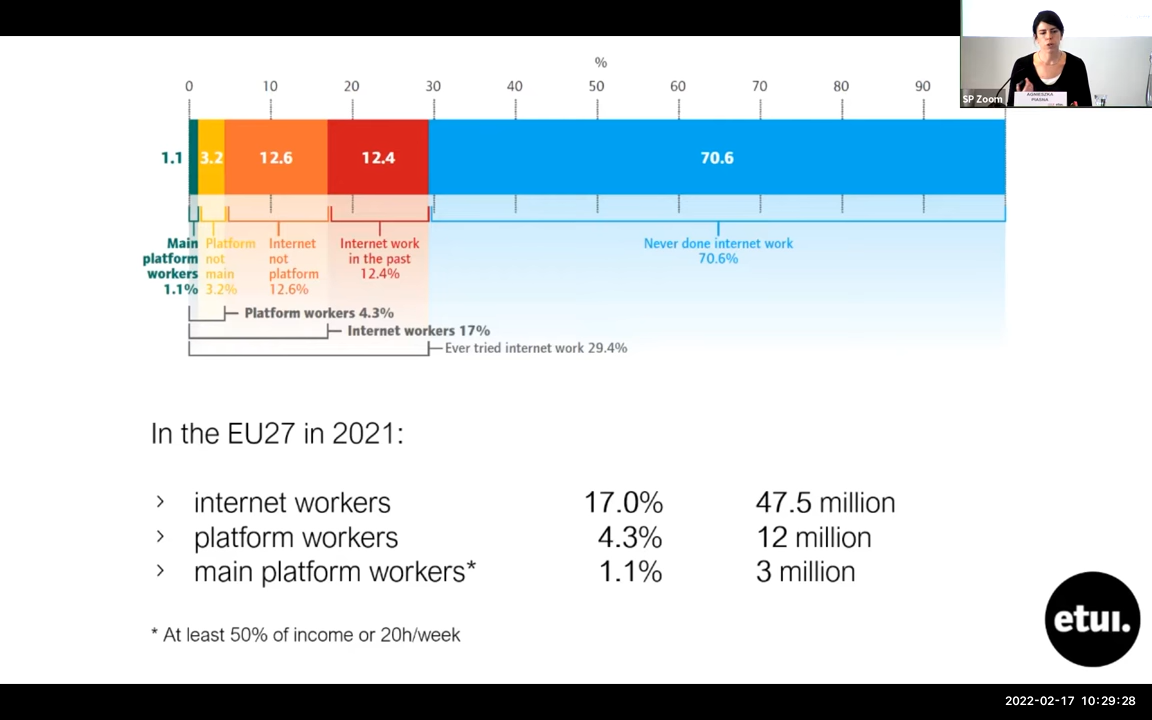 %
0 10 20 30 40 50 60 70 80 90
1.1 3.2 12.6 12.4 70.6
Main platform workers 1.1%
Platform not main 3.2%
Internet not platform 12.6%
Internet work in the past 12.4%
Never done internet work 70.6%
Platform workers 4.3%
Internet workers 17%
Ever tried internet work 29.4%
SP Zoom
AGNIESZKA
PIASNA
In the EU27 in 2021:
› internet workers 17.0% 47.5 million
› platform workers 4.3% 12 million
› main platform workers* 1.1% 3 million
* At least 50% of income or 20h/week
etui.
2022-02-17 10:29:28